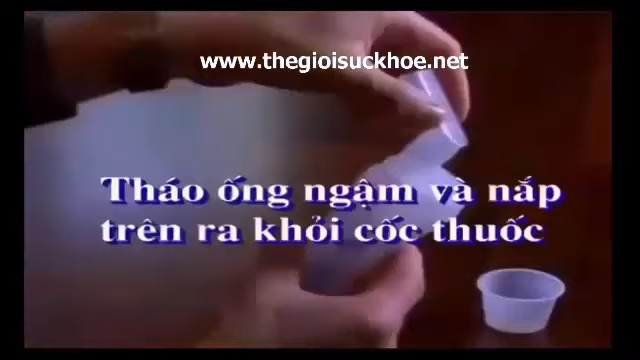 www.thegioisuckhoe.net
Tháo ống ngậm và nắp
trên ra khỏi cốc thuốc